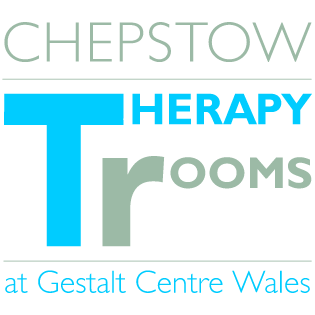 CHEPSTOW
THERAPY
rOOMS
at Gestalt Centre Wales